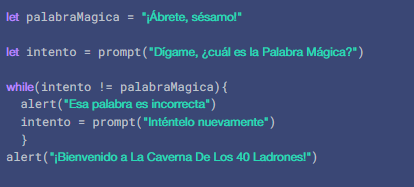 let palabraMagica = "¡Ábrete, sésamo!"
let intento = prompt("Dígame, ¿cuál es la Palabra Mágica?")
while(intento != palabraMagica){
  alert("Esa palabra es incorrecta")
  intento = prompt("Inténtelo nuevamente")
  }
alert("¡Bienvenido a La Caverna De Los 40 Ladrones!")